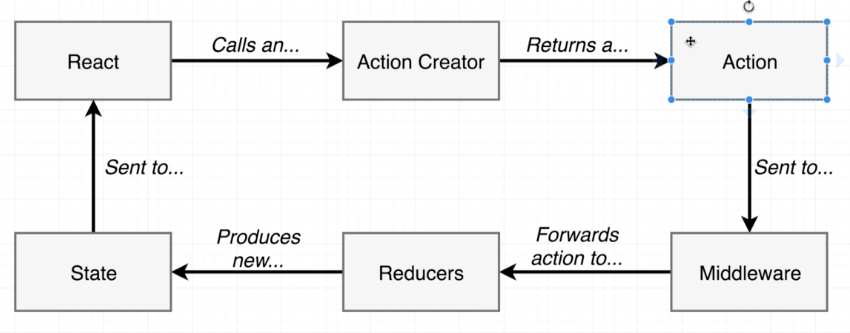 Calls an...
Returns a...
React
Action Creator
Action
Sent to...
Sent to...
Produces
new...
Forwards
action to...
State
Reducers
Middleware